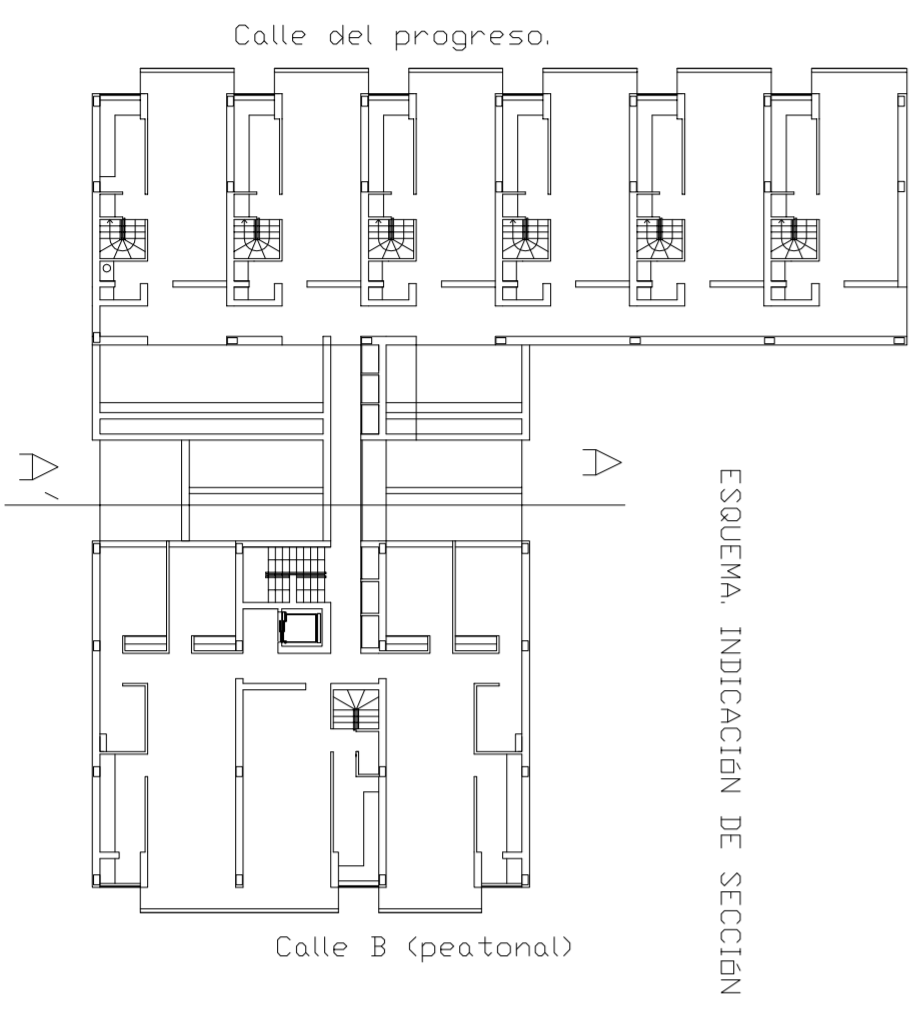 Calle del progreso.
A'
A
ESQUEMA. INDICACIÓN DE SECCIÓN
Calle B (peatonal)